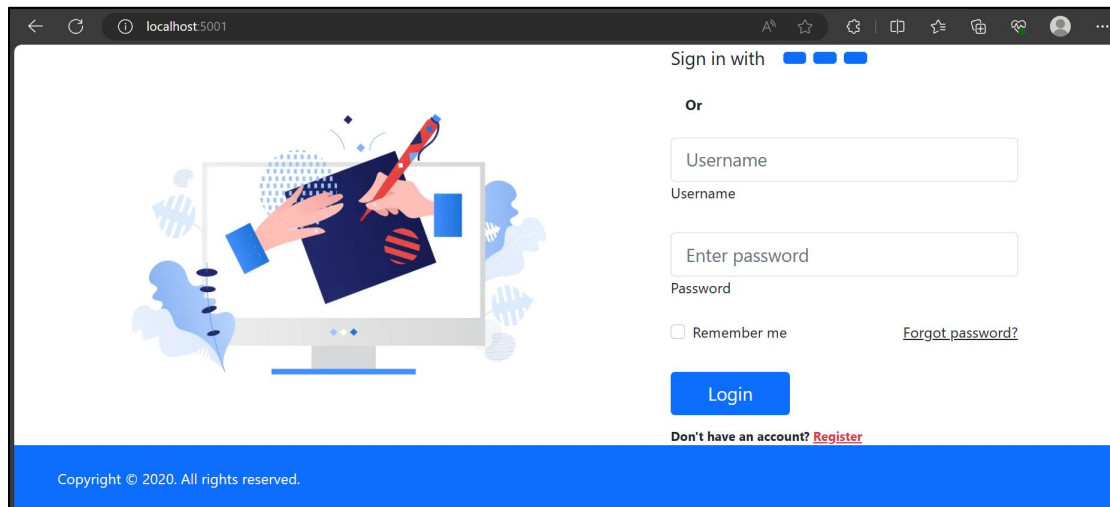 localhost:5001
Sign in with
Or
Username
Username
Enter password
Password
Remember me Forgot password?
Login
Don't have an account? Register
Copyright © 2020. All rights reserved.